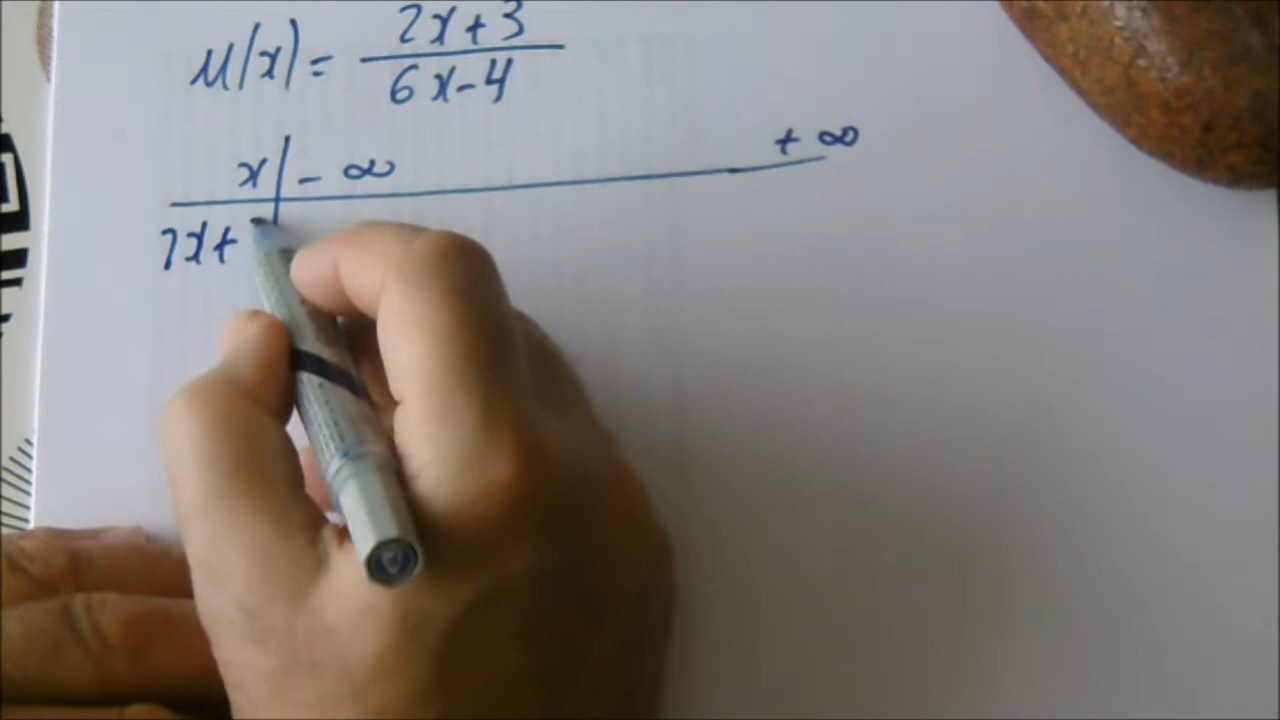 M(x) = 2x+3 / 6x-4
x | - ∞ + ∞
2x+